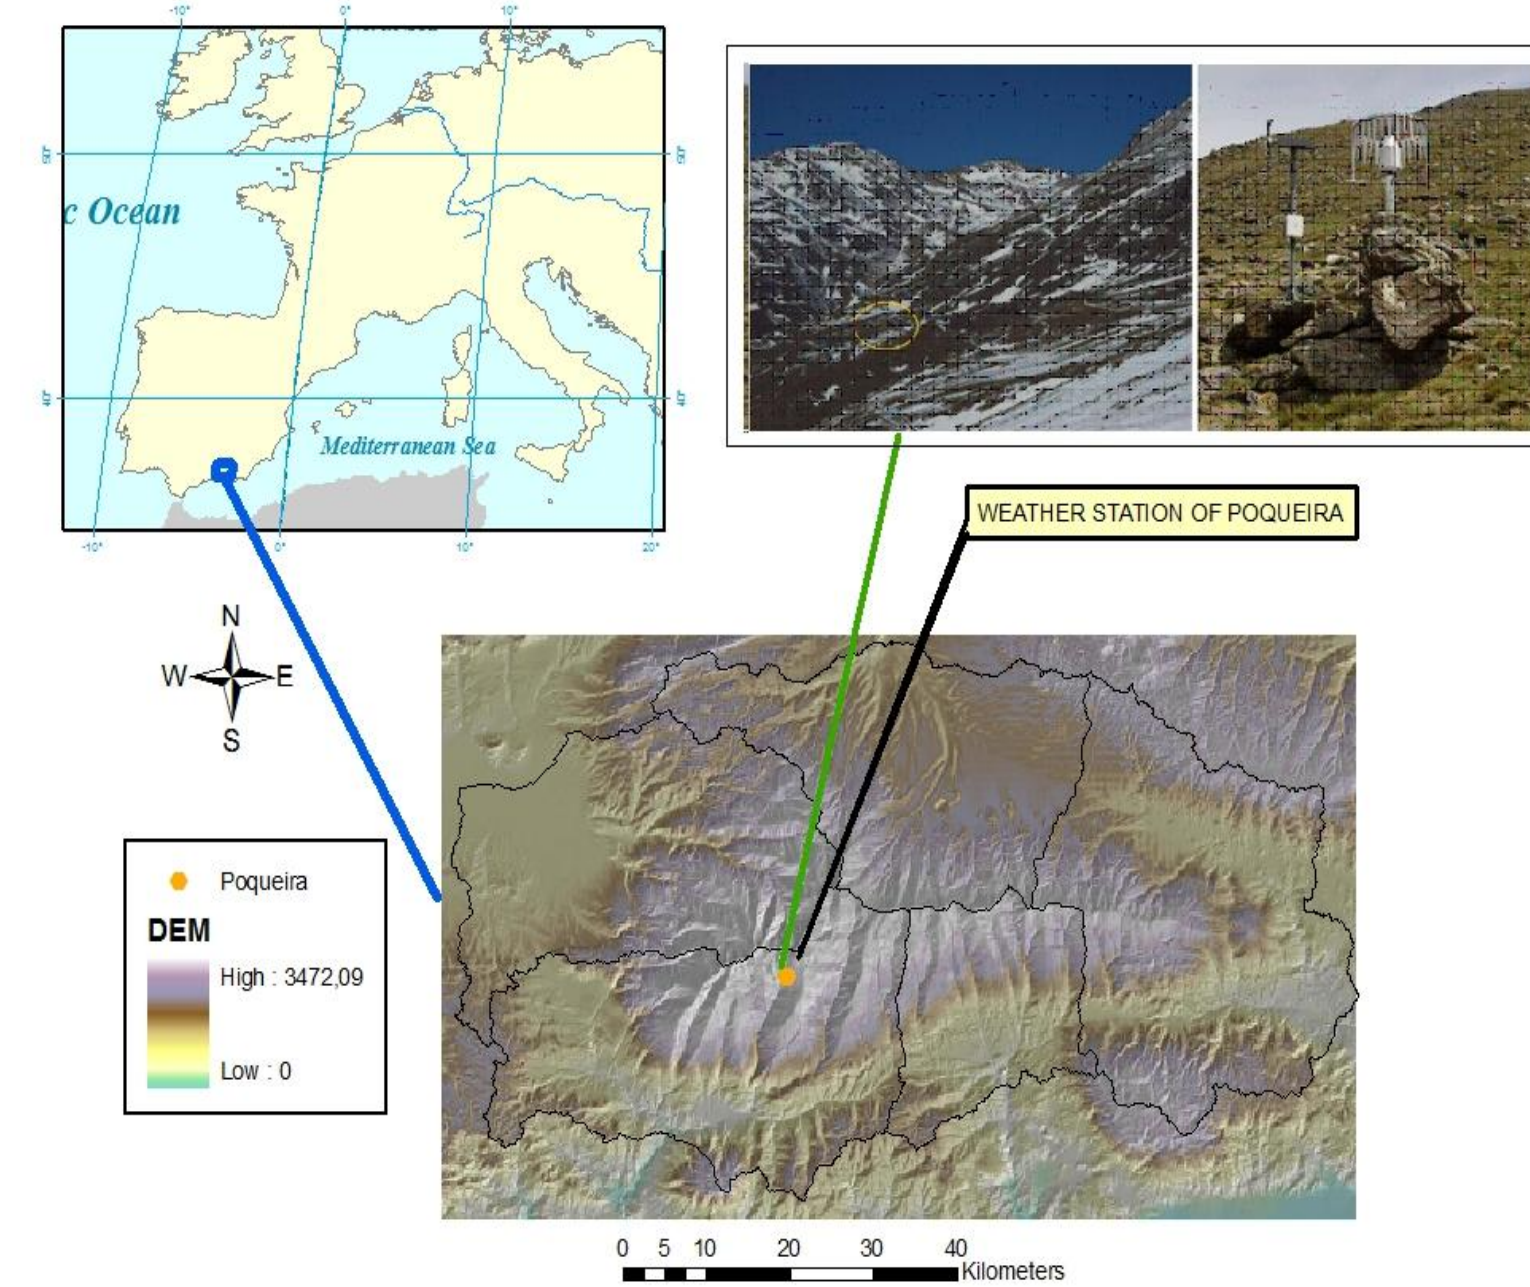 -10°
0°
10°
50°
50°
c Ocean
40°
40°
Mediterranean Sea
-10°
0°
10°
20°
WEATHER STATION OF POQUEIRA
N
W
E
S
Poqueira
DEM
High : 3472,09
Low : 0
0 5 10 20 30 40
Kilometers